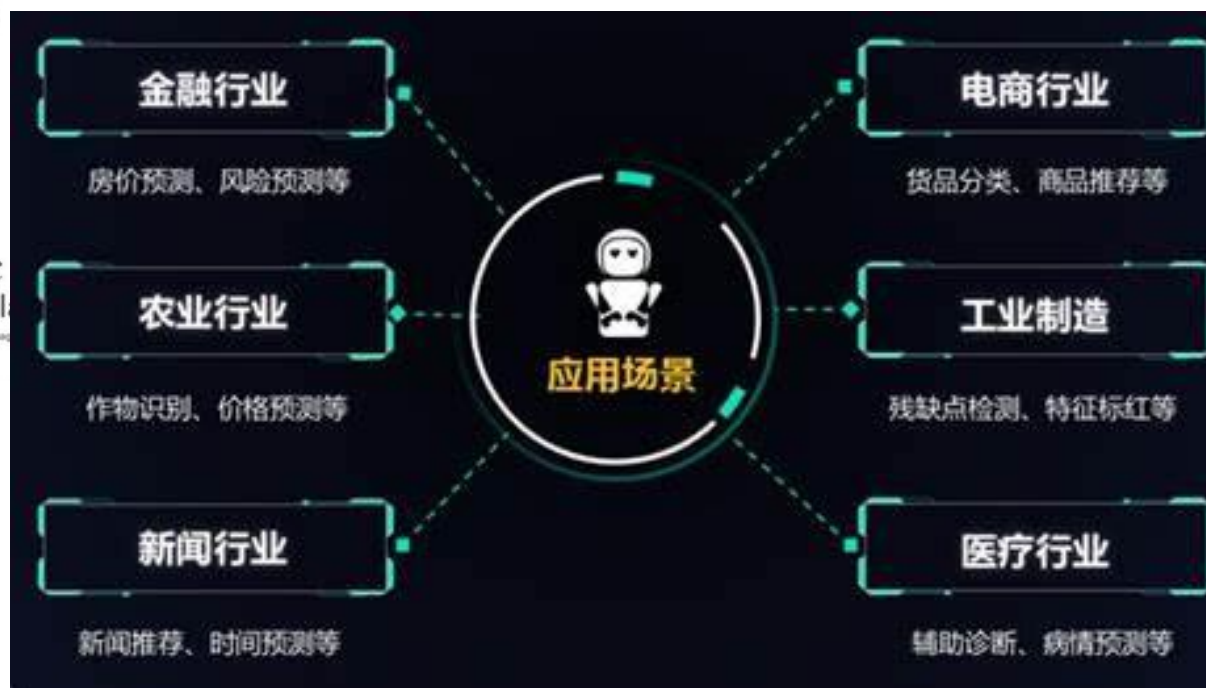 金融行业
房价预测、风险预测等
农业行业
作物识别、价格预测等
新闻行业
新闻推荐、时间预测等
应用场景
电商行业
货品分类、商品推荐等
工业制造
残缺点检测、特征标红等
医疗行业
辅助诊断、病情预测等